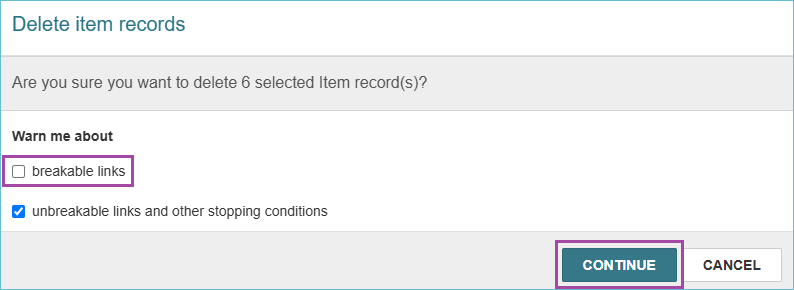 Delete item records
Are you sure you want to delete 6 selected Item record(s)?
Warn me about
breakable links
unbreakable links and other stopping conditions
CONTINUE CANCEL